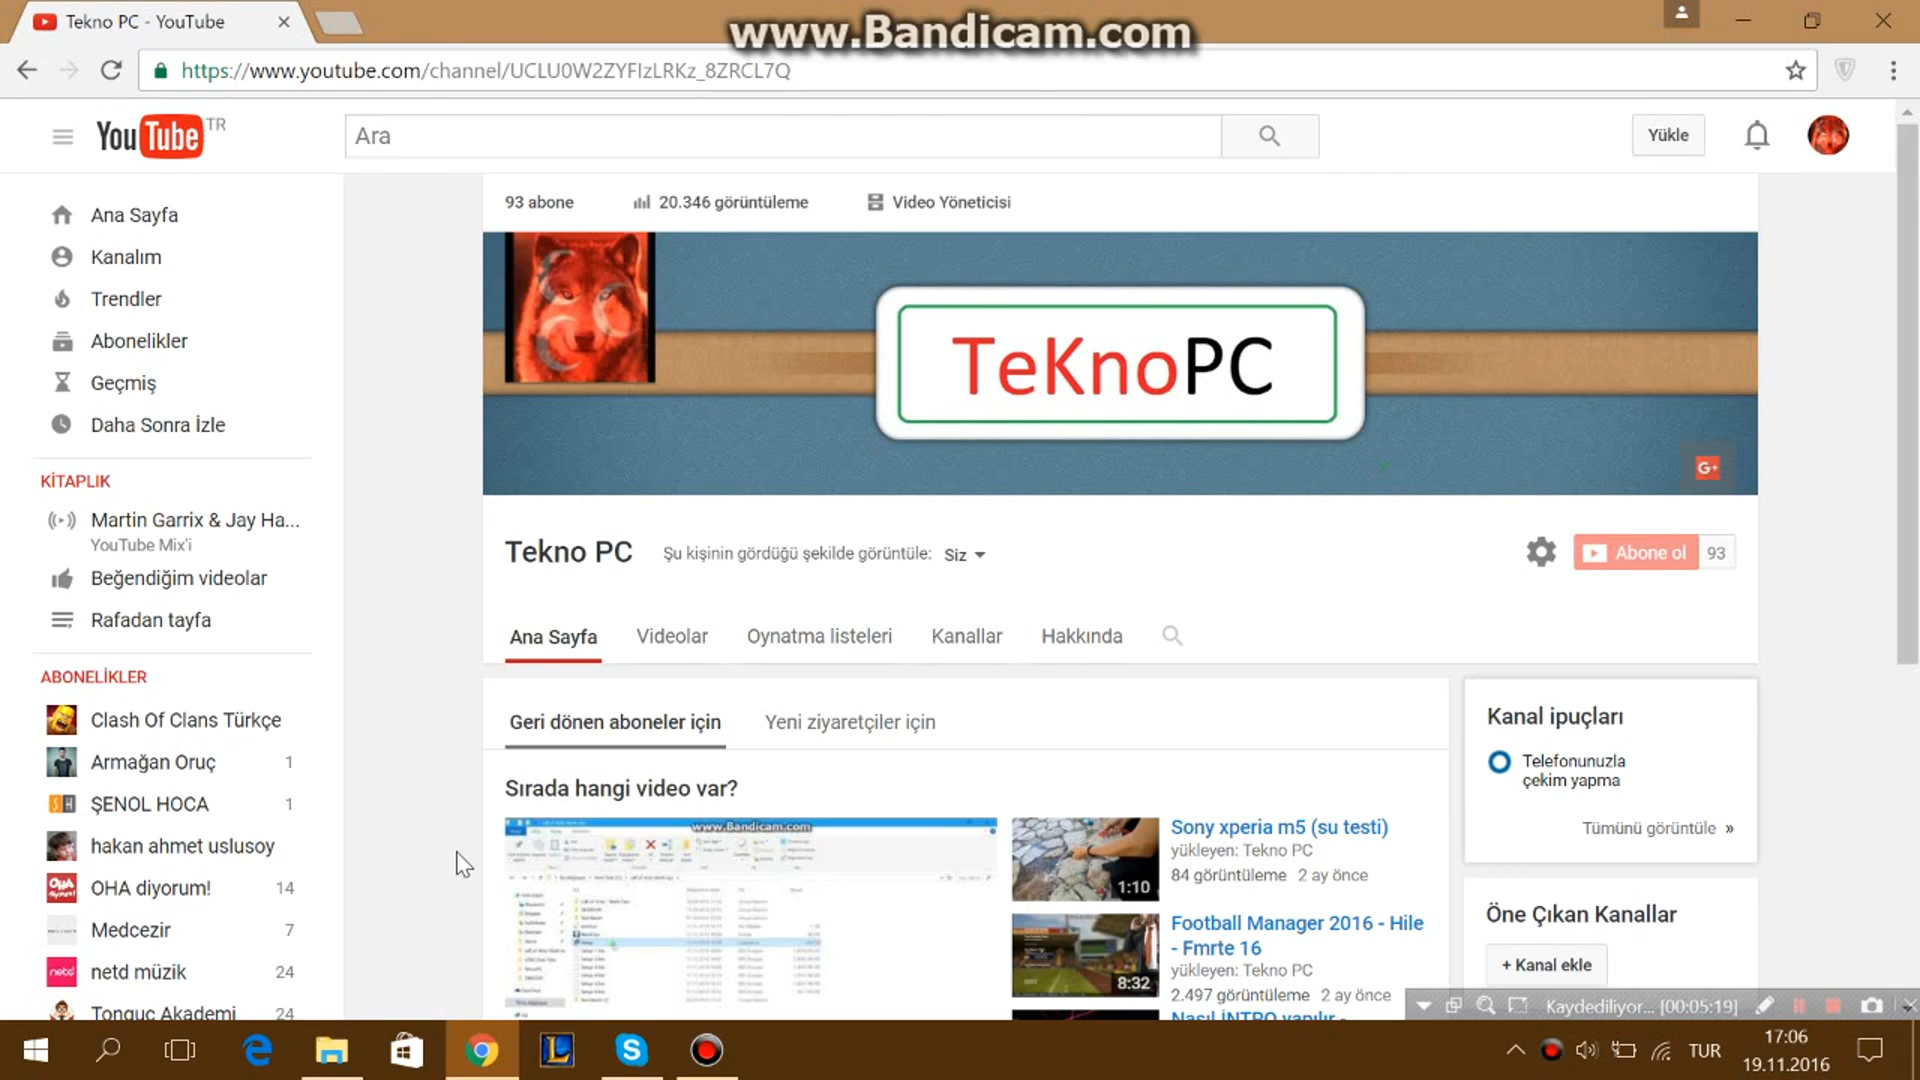 Tekno PC - YouTube
www.Bandicam.com
https://www.youtube.com/channel/UCLU0W2ZYFIzLRKz_8ZRCL7Q
YouTube TR
Ara
Yükle
93 abone
20.346 görüntüleme
Video Yöneticisi
Ana Sayfa
Kanalım
Trendler
Abonelikler
Geçmiş
Daha Sonra İzle
KİTAPLIK
Martin Garrix & Jay Ha...
YouTube Mix'i
Beğendiğim videolar
Rafadan tayfa
ABONELİKLER
Clash Of Clans Türkçe
Armağan Oruç 1
ŞENOL HOCA 1
hakan ahmet uslusoy
OHA diyorum! 14
Medcezir 7
netd müzik 24
Tonguç Akademi 24
TeKnoPC
G+
Tekno PC
Şu kişinin gördüğü şekilde görüntüle: Siz
Abone ol 93
Ana Sayfa
Videolar
Oynatma listeleri
Kanallar
Hakkında
Geri dönen aboneler için
Yeni ziyaretçiler için
Sırada hangi video var?
www.Bandicam.com
Sony xperia m5 (su testi)
yükleyen: Tekno PC
84 görüntüleme 2 ay önce
1:10
Football Manager 2016 - Hile
- Fmrte 16
yükleyen: Tekno PC
2.497 görüntüleme 2 ay önce
8:32
Nasıl İNTRO yapılır -
Kanal ipuçları
Telefonunuzla
çekim yapma
Tümünü görüntüle »
Öne Çıkan Kanallar
+ Kanal ekle
Kaydediliyor... [00:05:19]
TUR
17:06
19.11.2016